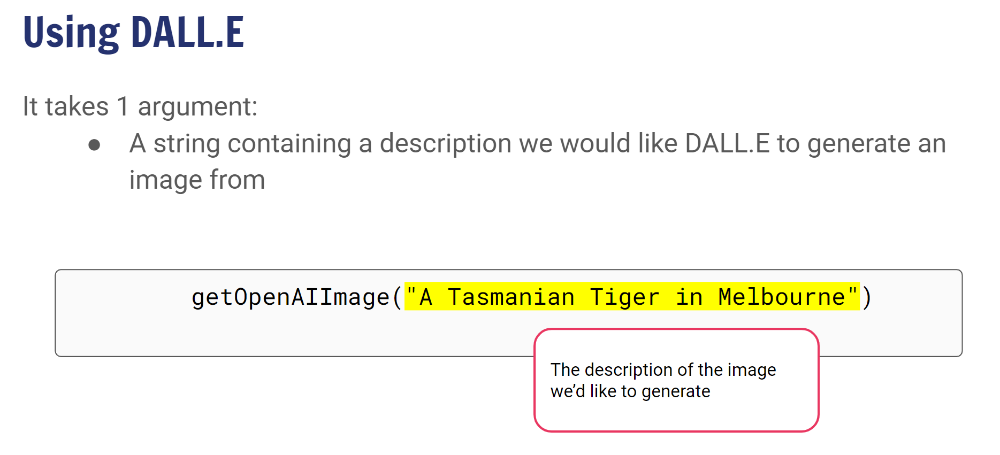 Using DALL.E
It takes 1 argument:
● A string containing a description we would like DALL.E to generate an
image from
getOpenAIImage("A Tasmanian Tiger in Melbourne")
The description of the image
we’d like to generate